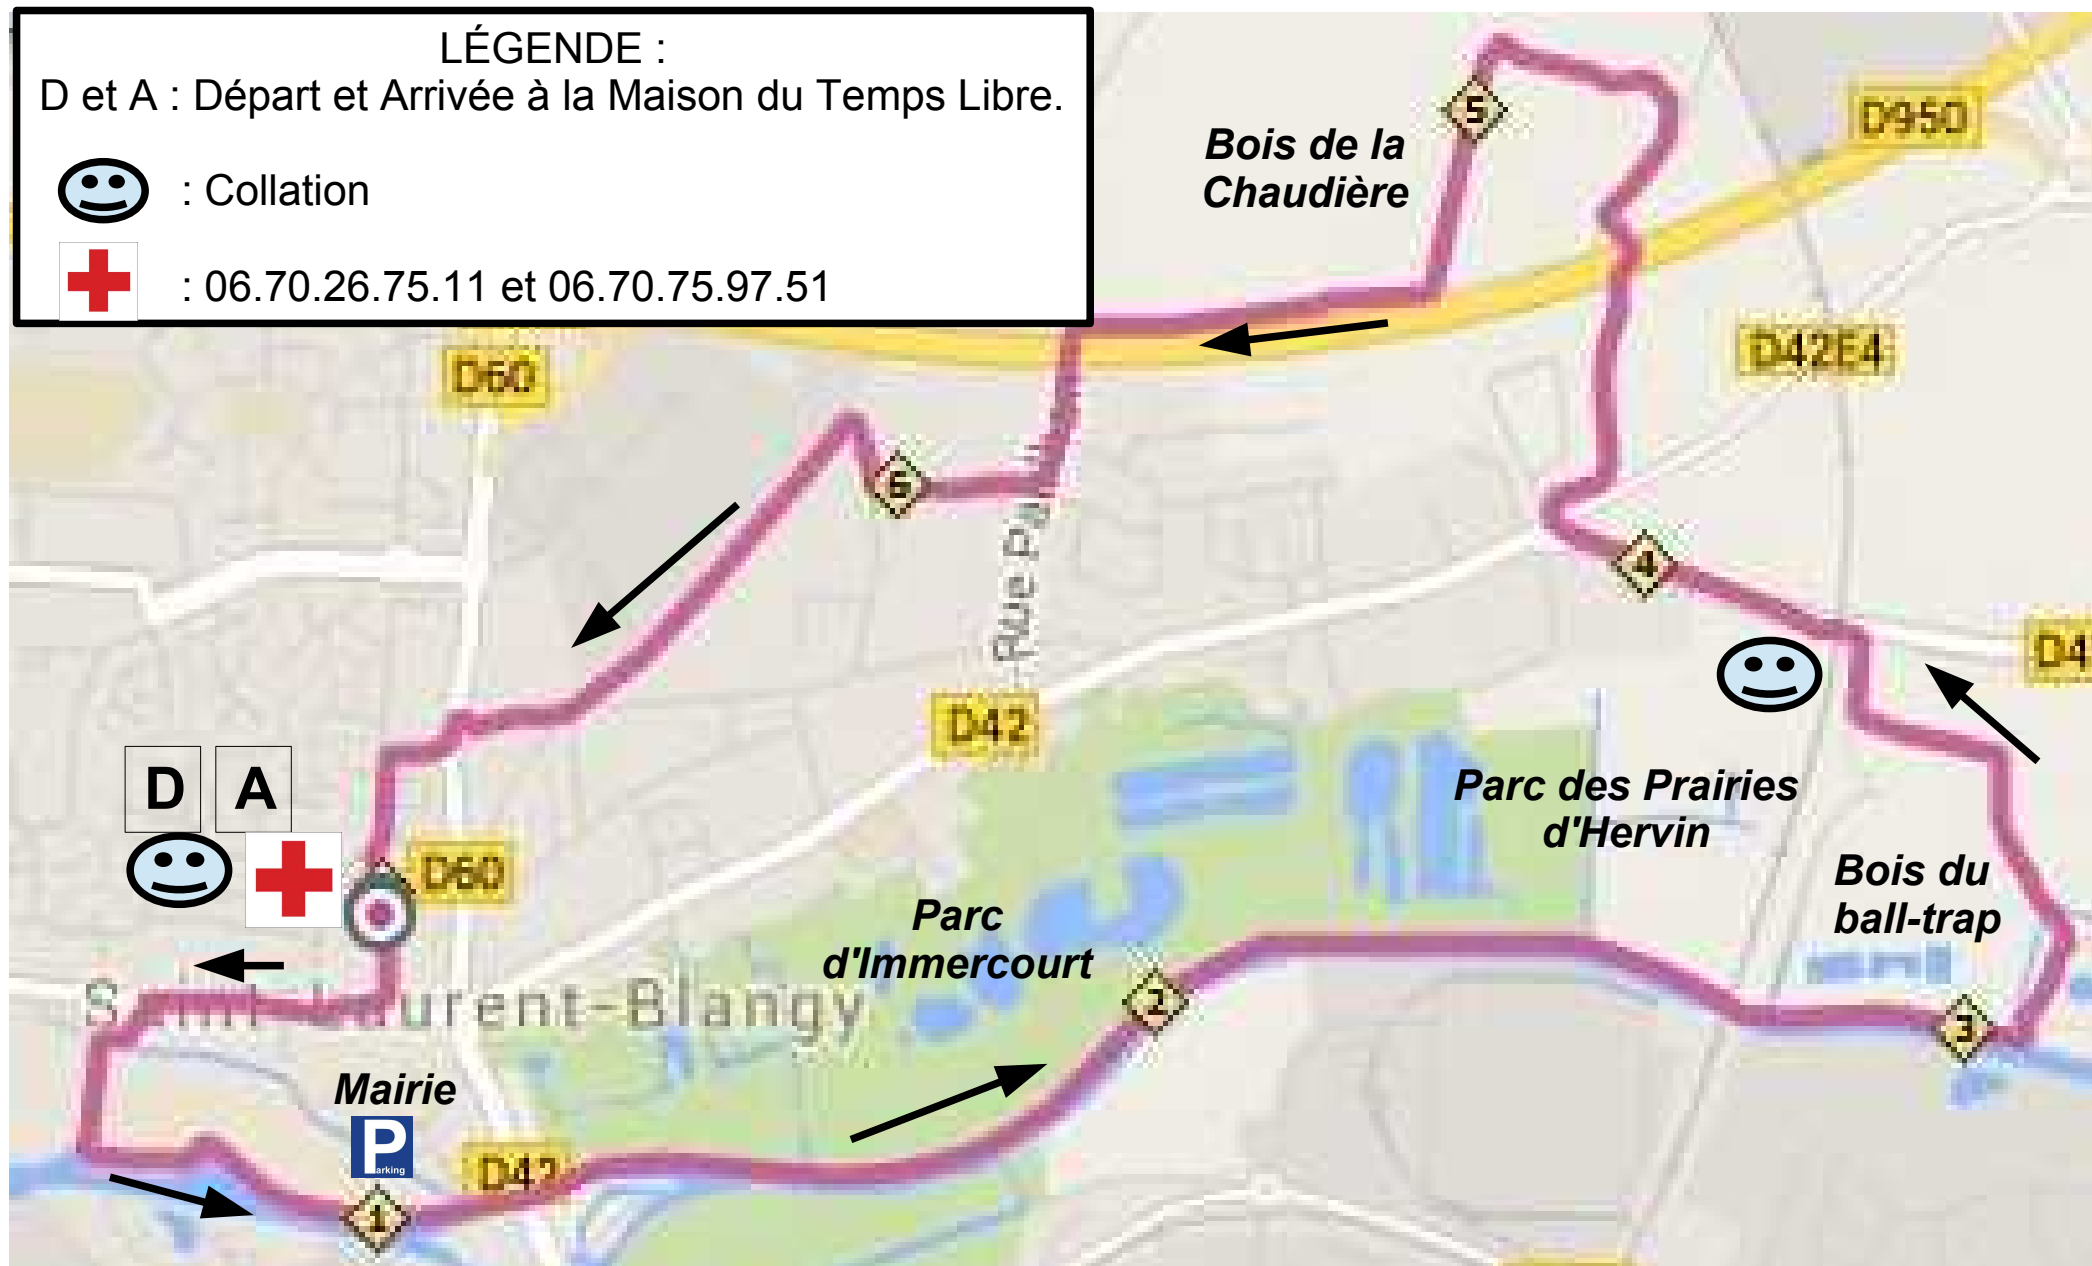 LÉGENDE :
D et A : Départ et Arrivée à la Maison du Temps Libre.
: Collation
: 06.70.26.75.11 et 06.70.75.97.51
5
D950
Bois de la
Chaudière
D60
D42E4
6
4
Rue
D4
D42
D A
Parc des Prairies
d'Hervin
D60
Bois du
ball-trap
Parc
d'Immercourt
Saint-Laurent-Blangy
2
3
Mairie
P
arking
D42
1